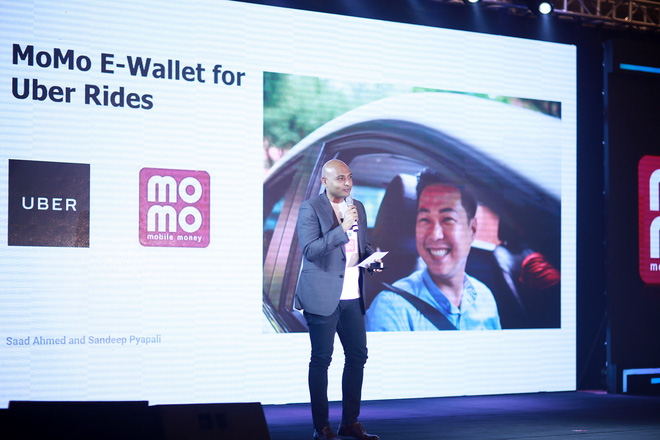 MoMo E-Wallet for
Uber Rides
UBER
mo
mo
mobile money
Saad Ahmed and Sandeep Pyapali